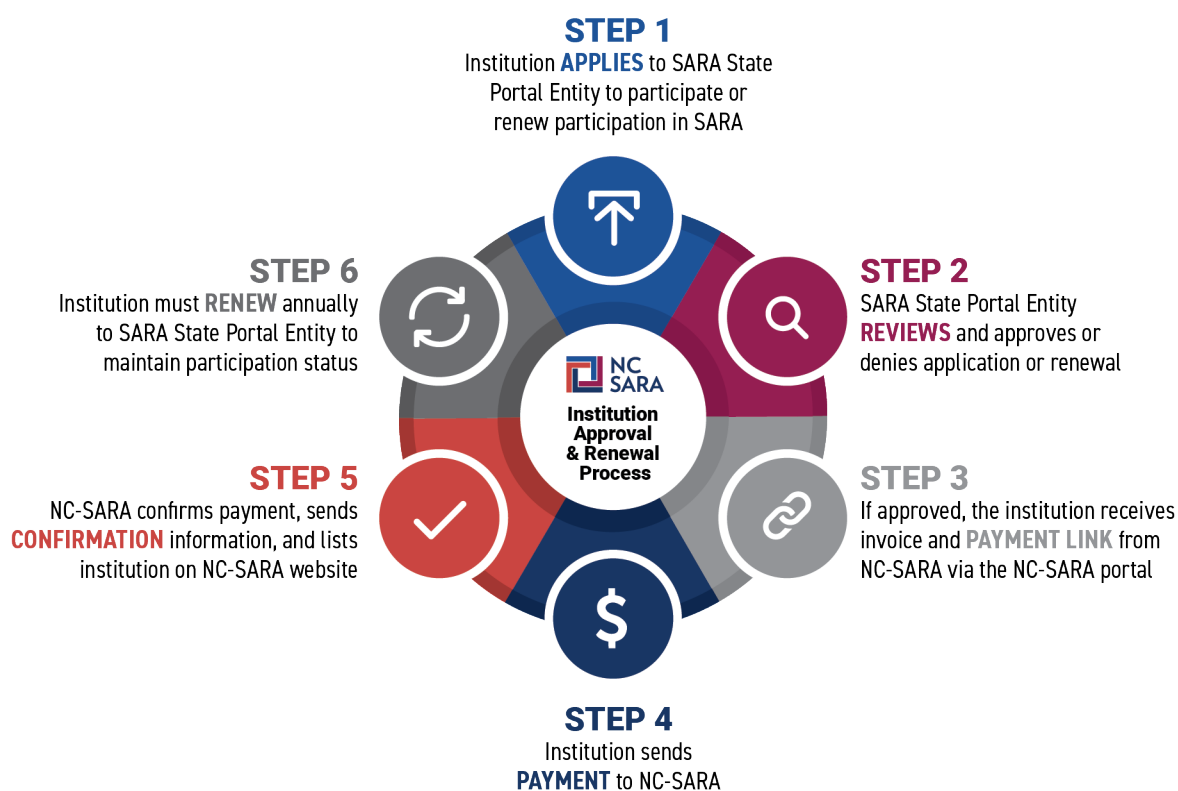 STEP 1
Institution APPLIES to SARA State
Portal Entity to participate or
renew participation in SARA
STEP 2
SARA State Portal Entity
REVIEWS and approves or
denies application or renewal
STEP 3
If approved, the institution receives
invoice and PAYMENT LINK from
NC-SARA via the NC-SARA portal
STEP 4
Institution sends
PAYMENT to NC-SARA
STEP 5
NC-SARA confirms payment, sends
CONFIRMATION information, and lists
institution on NC-SARA website
STEP 6
Institution must RENEW annually
to SARA State Portal Entity to
maintain participation status
NC
SARA
Institution
Approval
& Renewal
Process
$